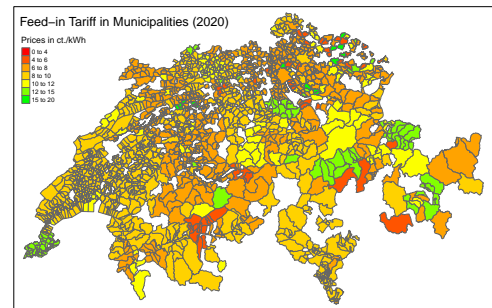 Feed-in Tariff in Municipalities (2020)
Prices in ct./kWh
0 to 4
4 to 6
6 to 8
8 to 10
10 to 12
12 to 15
15 to 20